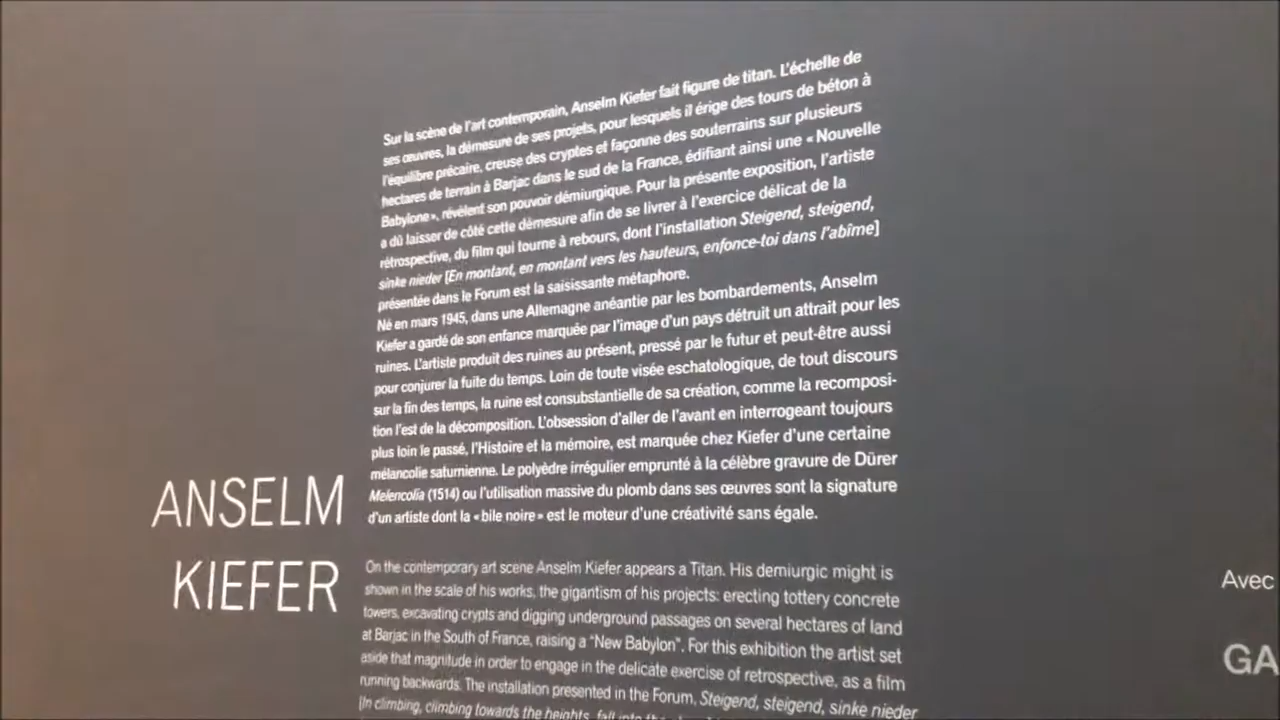 Sur la scène de l'art contemporain, Anselm Kiefer fait figure de titan. L'échelle de
ses œuvres, la démesure de ses projets, pour lesquels il érige des tours de béton à
l'équilibre précaire, creuse des cryptes et façonne des souterrains sur plusieurs
hectares de terrain à Barjac dans le sud de la France, édifiant ainsi une « Nouvelle
Babylone », révèlent son pouvoir démiurgique. Pour la présente exposition, l'artiste
a dû laisser de côté cette démesure afin de se livrer à l'exercice délicat de la
rétrospective, du film qui tourne à rebours, dont l'installation Steigend, steigend,
sinke nieder [En montant, en montant vers les hauteurs, enfonce-toi dans l'abîme]
présentée dans le Forum est la saisissante métaphore.
Né en mars 1945, dans une Allemagne anéantie par les bombardements, Anselm
Kiefer a gardé de son enfance marquée par l'image d'un pays détruit un attrait pour les
ruines. L'artiste produit des ruines au présent, pressé par le futur et peut-être aussi
pour conjurer la fuite du temps. Loin de toute visée eschatologique, de tout discours
sur la fin des temps, la ruine est consubstantielle de sa création, comme la recomposi-
tion l'est de la décomposition. L'obsession d'aller de l'avant en interrogeant toujours
plus loin le passé, l'Histoire et la mémoire, est marquée chez Kiefer d'une certaine
mélancolie saturnienne. Le polyèdre irrégulier emprunté à la célèbre gravure de Dürer
Melencolia (1514) ou l'utilisation massive du plomb dans ses œuvres sont la signature
d'un artiste dont la « bile noire » est le moteur d'une créativité sans égale.
ANSELM
KIEFER
On the contemporary art scene Anselm Kiefer appears a Titan. His demiurgic might is
shown in the scale of his works, the gigantism of his projects: erecting tottery concrete
towers, excavating crypts and digging underground passages on several hectares of land
at Barjac in the South of France, raising a "New Babylon". For this exhibition the artist set
aside that magnitude in order to engage in the delicate exercise of retrospective, as a film
running backwards. The installation presented in the Forum, Steigend, steigend, sinke nieder
[In climbing, climbing towards the heights, fall into the
Avec
GA